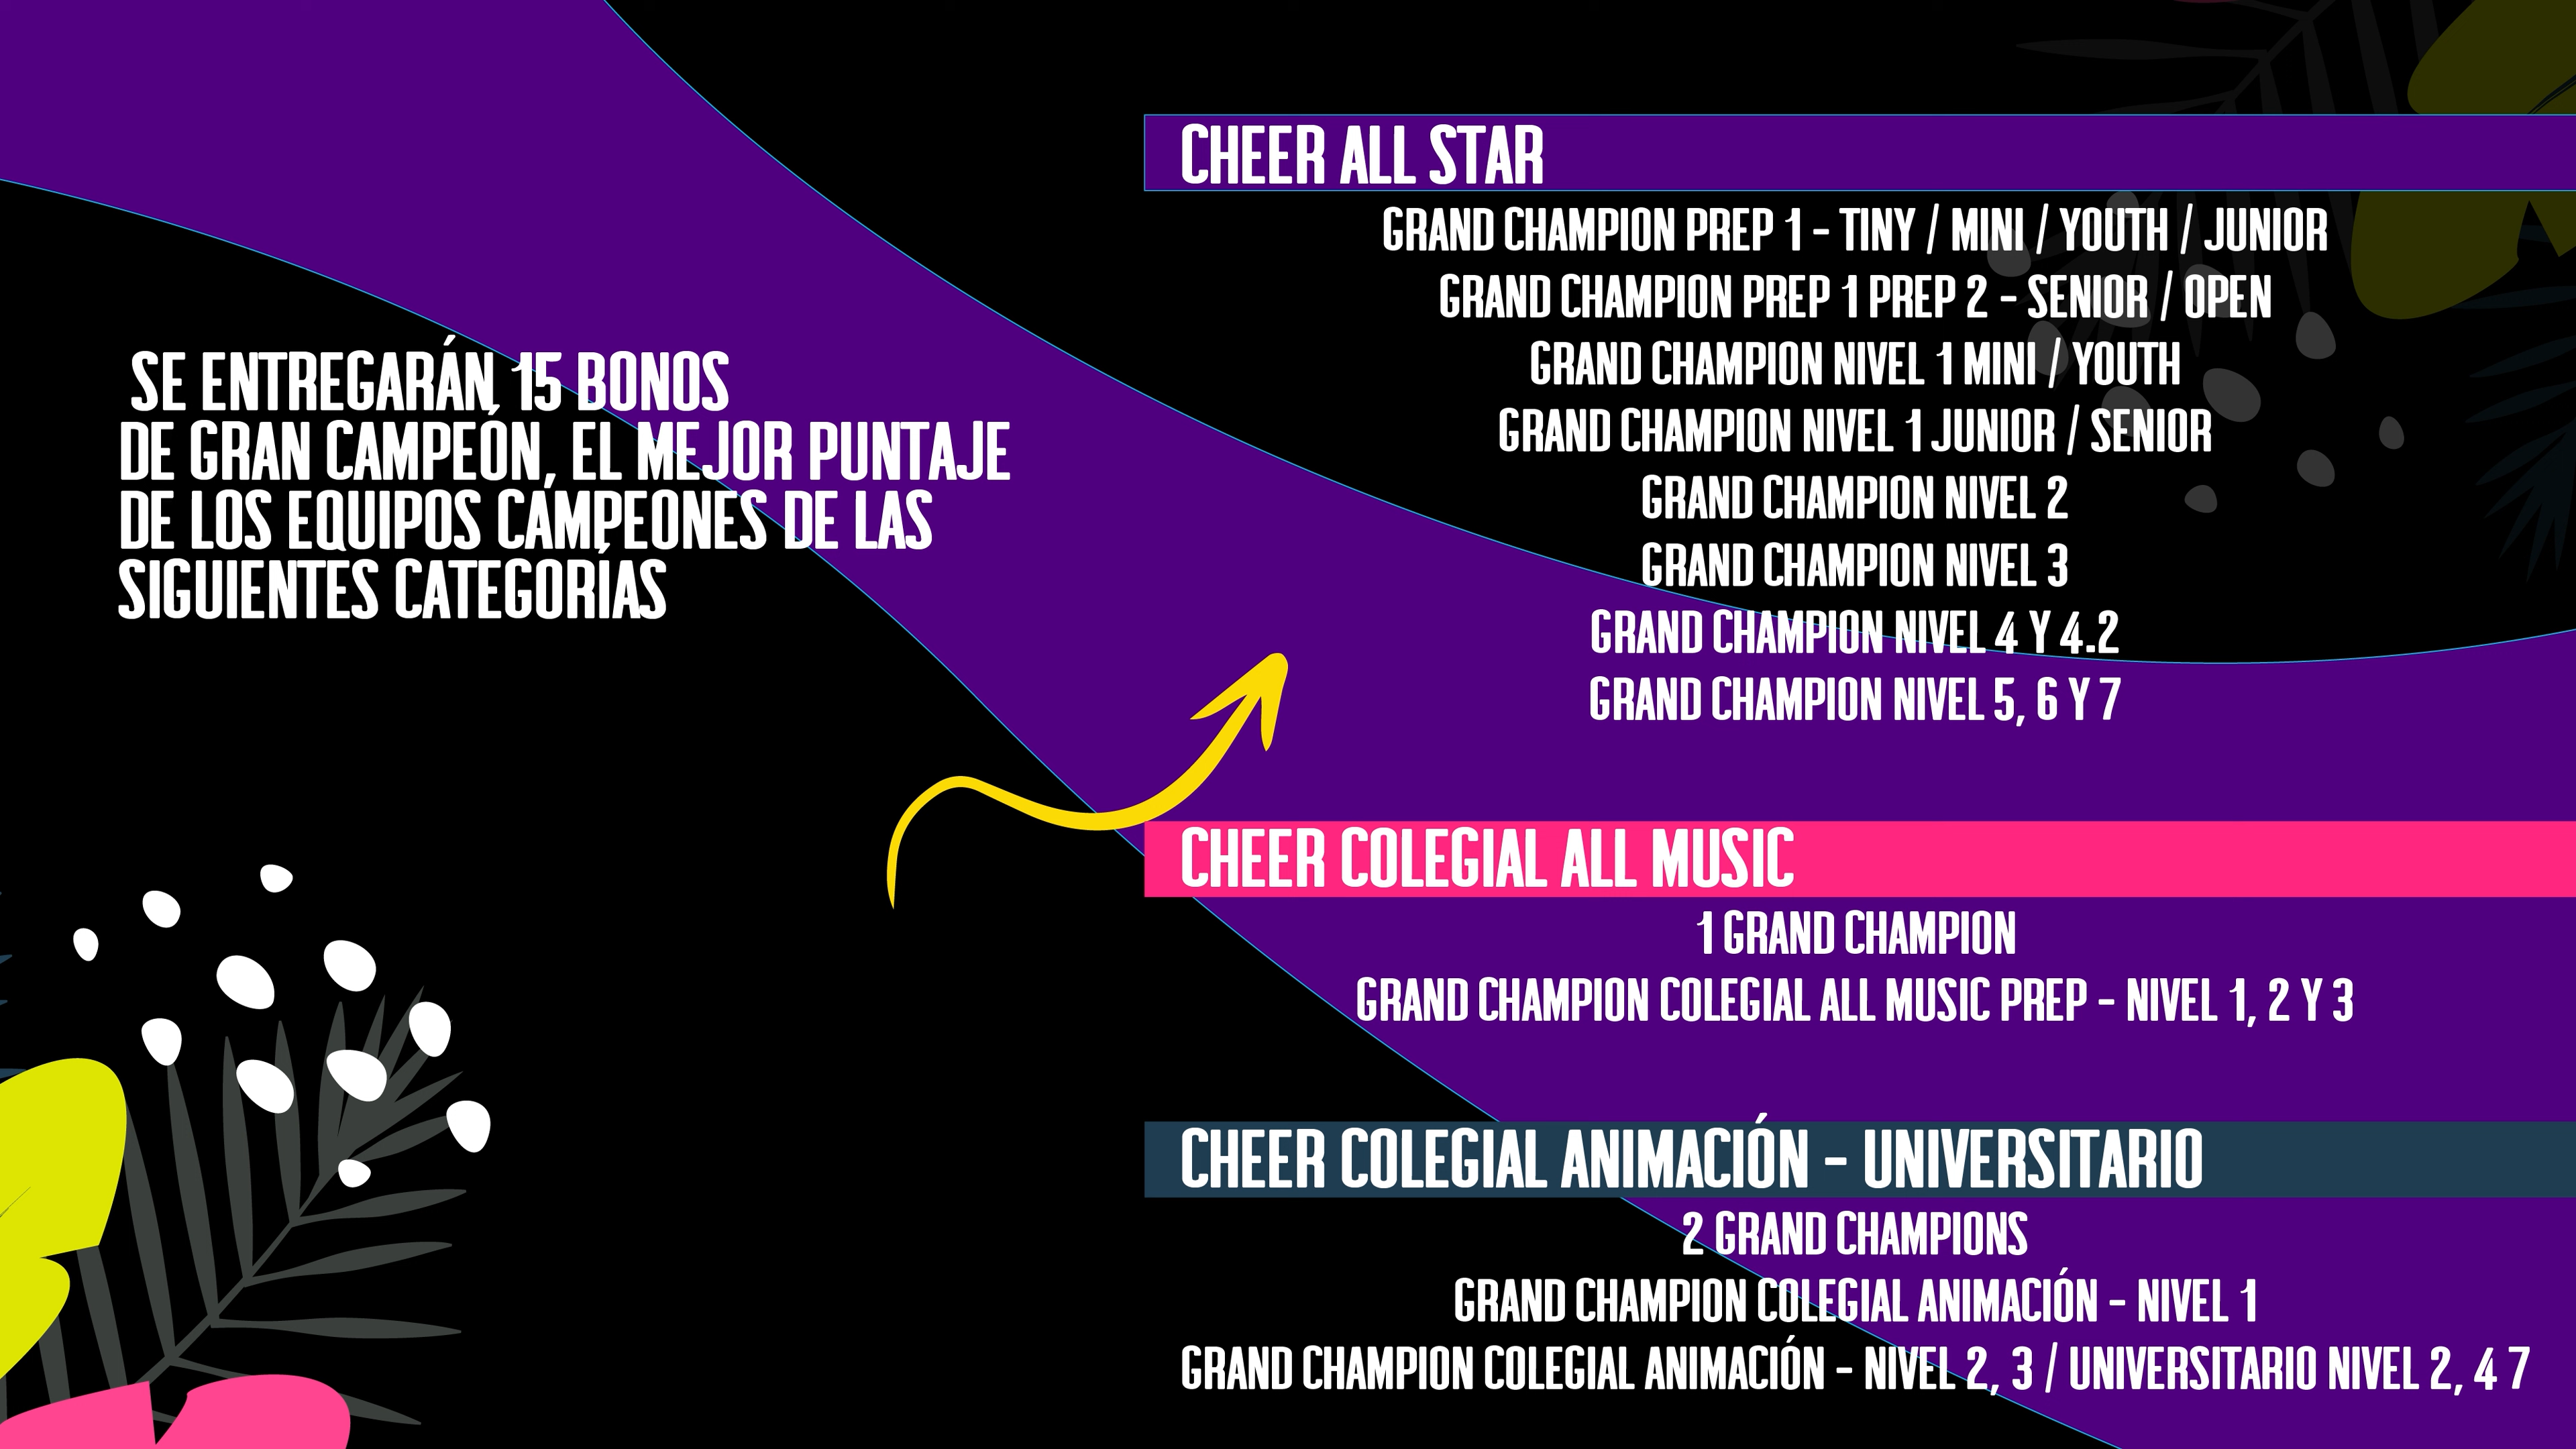 SE ENTREGARÁN 15 BONOS
DE GRAN CAMPEÓN, EL MEJOR PUNTAJE
DE LOS EQUIPOS CAMPEONES DE LAS
SIGUIENTES CATEGORÍAS
CHEER ALL STAR
GRAND CHAMPION PREP 1 - TINY / MINI / YOUTH / JUNIOR
GRAND CHAMPION PREP 1 PREP 2 - SENIOR / OPEN
GRAND CHAMPION NIVEL 1 MINI / YOUTH
GRAND CHAMPION NIVEL 1 JUNIOR / SENIOR
GRAND CHAMPION NIVEL 2
GRAND CHAMPION NIVEL 3
GRAND CHAMPION NIVEL 4 Y 4.2
GRAND CHAMPION NIVEL 5, 6 Y 7
CHEER COLEGIAL ALL MUSIC
1 GRAND CHAMPION
GRAND CHAMPION COLEGIAL ALL MUSIC PREP - NIVEL 1, 2 Y 3
CHEER COLEGIAL ANIMACIÓN - UNIVERSITARIO
2 GRAND CHAMPIONS
GRAND CHAMPION COLEGIAL ANIMACIÓN - NIVEL 1
GRAND CHAMPION COLEGIAL ANIMACIÓN - NIVEL 2, 3 / UNIVERSITARIO NIVEL 2, 4 7